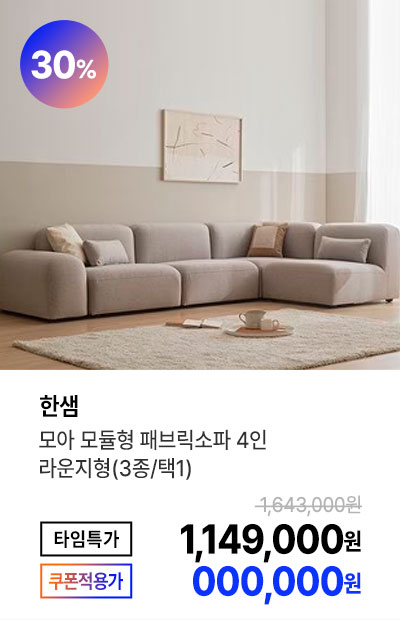 30%
한샘
모아 모듈형 패브릭소파 4인
라운지형(3종/택1)
1,643,000원
타임특가 1,149,000원
쿠폰적용가 000,000원